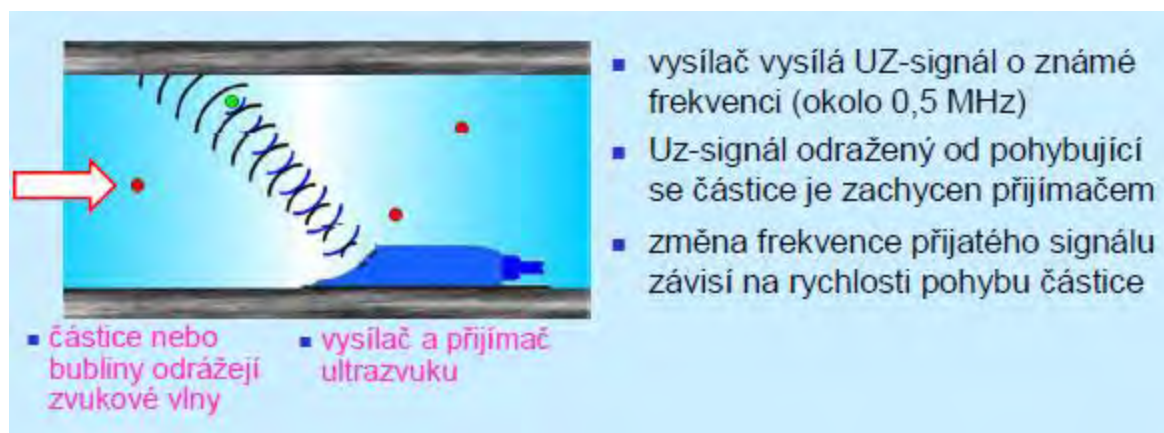 vysílač vysílá UZ-signál o známé
frekvenci (okolo 0,5 MHz)
Uz-signál odražený od pohybující
se částice je zachycen přijímačem
změna frekvence přijatého signálu
závisí na rychlosti pohybu částice
částice nebo
bubliny odrážejí
zvukové vlny
vysílač a přijímač
ultrazvuku